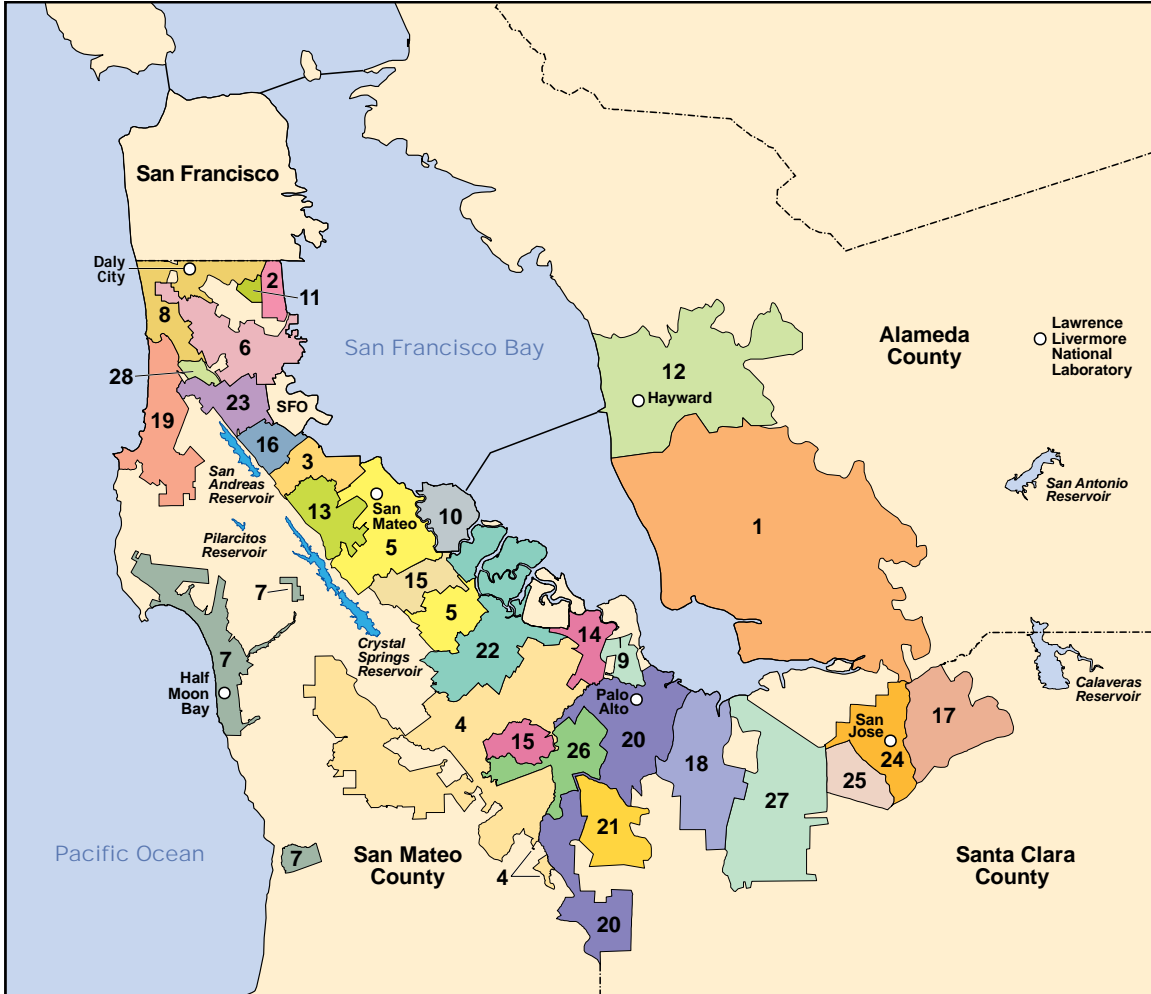 San Francisco
Daly
City
2
11
8
6
San Francisco Bay
Alameda
County
Lawrence
Livermore
National
Laboratory
12
Hayward
28
23
SFO
19
16
3
San
Andreas
Reservoir
San Antonio
Reservoir
13
San
Mateo
10
1
Pilarcitos
Reservoir
5
15
7
5
14
Crystal
Springs
Reservoir
22
9
7
Half
Moon
Bay
Palo
Alto
Calaveras
Reservoir
4
15
26
20
18
San
Jose
24
17
25
27
21
Pacific Ocean
7
San Mateo
County
4
Santa Clara
County
20